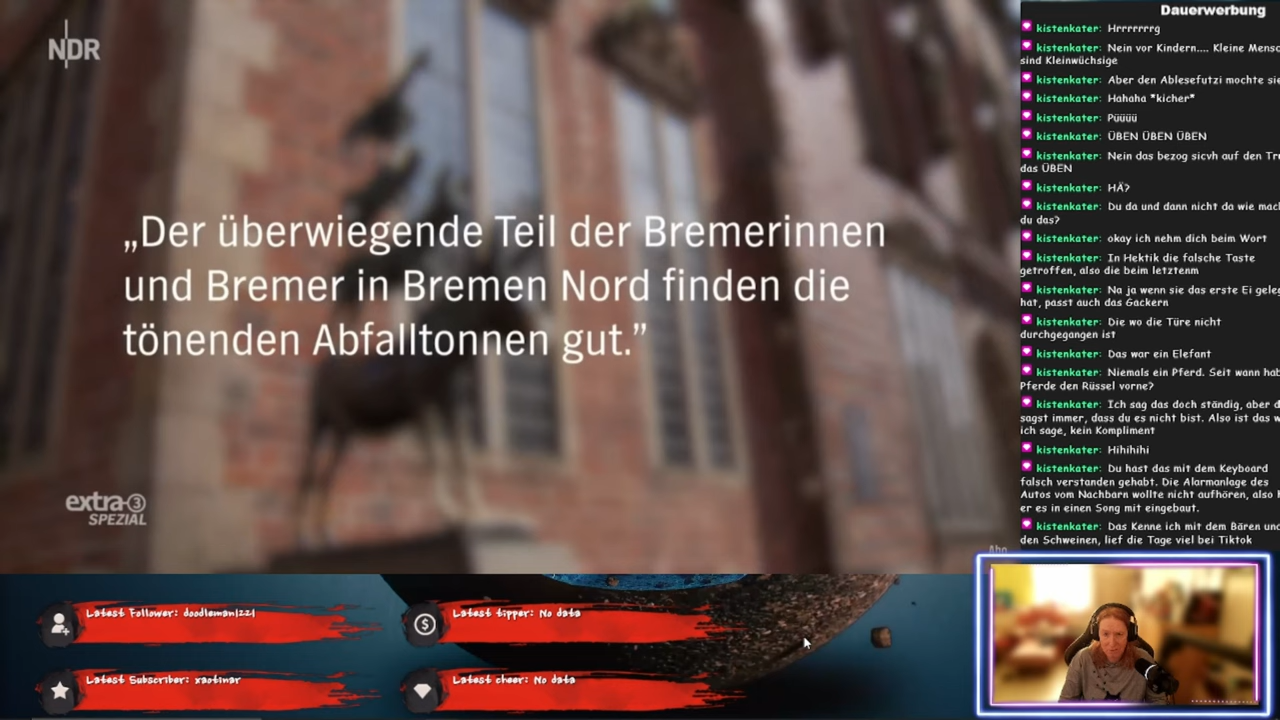 NDR
„Der überwiegende Teil der Bremerinnen
und Bremer in Bremen Nord finden die
tönenden Abfalltonnen gut.”
extra3
SPEZIAL
Dauerwerbung
kistenkater: Hrrrrrrrg
kistenkater: Nein vor Kindern.... Kleine
sind Kleinwüchsige
kistenkater: Aber den Ablesefutzi mochte
kistenkater: Hahaha *kicher*
kistenkater: Püüüü
kistenkater: ÜBEN ÜBEN ÜBEN
kistenkater: Nein das bezog sicvh auf den
das ÜBEN
kistenkater: HÄ?
kistenkater: Du da und dann nicht da wie
du das?
kistenkater: okay ich nehm dich beim Wort
kistenkater: In Hektik die falsche Taste
getroffen, also die beim letztenm
kistenkater: Na ja wenn sie das erste Ei
hat, passt auch das Gackern
kistenkater: Die wo die Türe nicht
durchgegangen ist
kistenkater: Das war ein Elefant
kistenkater: Niemals ein Pferd. Seit wann
Pferde den Rüssel vorne?
kistenkater: Ich sag das doch ständig, aber
sagst immer, dass du es nicht bist. Also ist das
ich sage, kein Kompliment
kistenkater: Hihihihi
kistenkater: Du hast das mit dem Keyboard
falsch verstanden gehabt. Die Alarmanlage des
Autos vom Nachbarn wollte nicht aufhören, also
er es in einen Song mit eingebaut.
kistenkater: Das Kenne ich mit dem Bären
den Schweinen, lief die Tage viel bei Tiktok
Latest Follower: doodleman1221
Latest tipper: No data
Latest Subscriber: xaotinar
Latest cheer: No data